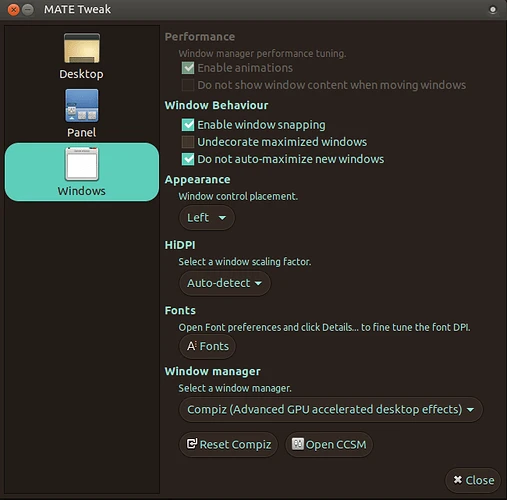 MATE Tweak
Desktop
Panel
Windows
Performance
Window manager performance tuning.
Enable animations
Do not show window content when moving windows
Window Behaviour
Enable window snapping
Undecorate maximized windows
Do not auto-maximize new windows
Appearance
Window control placement.
Left
HiDPI
Select a window scaling factor.
Auto-detect
Fonts
Open Font preferences and click Details... to fine tune the font DPI.
Fonts
Window manager
Select a window manager.
Compiz (Advanced GPU accelerated desktop effects)
Reset Compiz
Open CCSM
Close